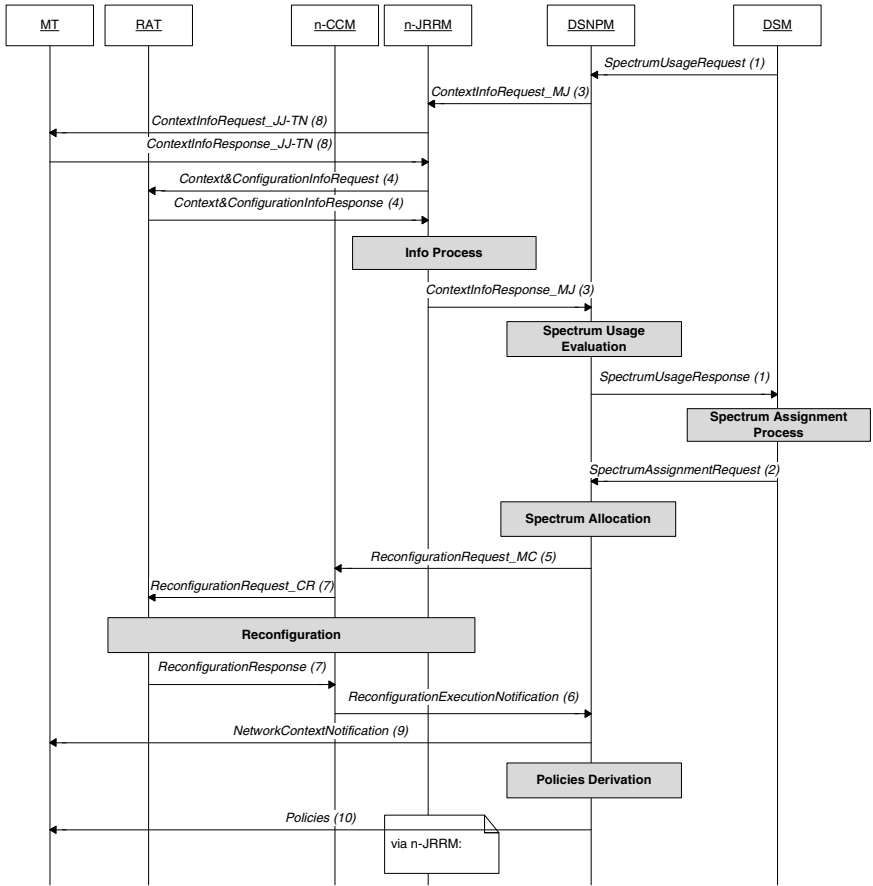 MT
RAT
n-CCM
n-JRRM
DSNPM
DSM
SpectrumUsageRequest (1)
ContextInfoRequest_MJ (3)
ContextInfoRequest_JJ-TN (8)
ContextInfoResponse_JJ-TN (8)
Context&ConfigurationInfoRequest (4)
Context&ConfigurationInfoResponse (4)
Info Process
ContextInfoResponse_MJ (3)
Spectrum Usage
Evaluation
SpectrumUsageResponse (1)
Spectrum Assignment
Process
SpectrumAssignmentRequest (2)
Spectrum Allocation
ReconfigurationRequest_MC (5)
ReconfigurationRequest_CR (7)
Reconfiguration
ReconfigurationResponse (7)
ReconfigurationExecutionNotification (6)
NetworkContextNotification (9)
Policies Derivation
Policies (10)
via n-JRRM: